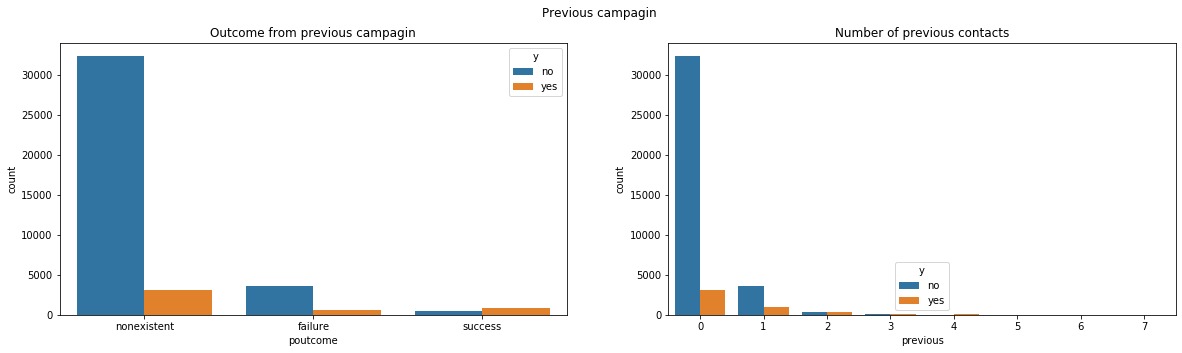 Previous campagin
Outcome from previous campagin
y
no
yes
30000
25000
20000
15000
10000
5000
0
count
nonexistent
failure
success
poutcome
Number of previous contacts
30000
25000
20000
15000
10000
5000
0
count
y
no
yes
0
1
2
3
4
5
6
7
previous